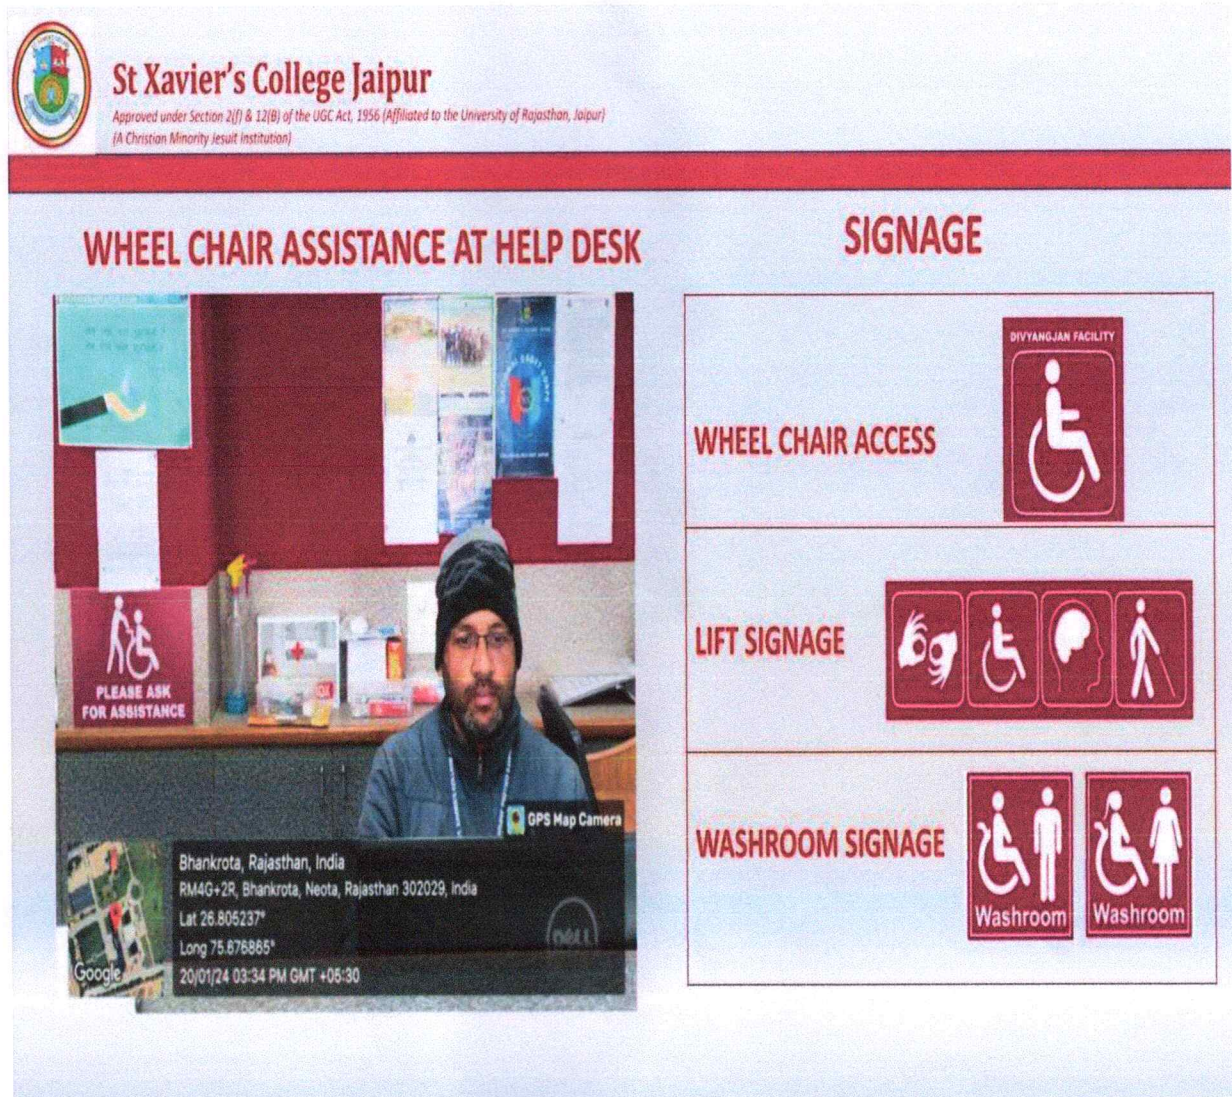 St Xavier's College Jaipur
Approved under Section 2(f) & 12(B) of the UGC Act, 1956 (Affiliated to the University of Rajasthan, Jaipur)
(A Christian Minority Jesuit Institution)
WHEEL CHAIR ASSISTANCE AT HELP DESK
PLEASE ASK
FOR ASSISTANCE
GPS Map Camera
Bhankrota, Rajasthan, India
RM4G+2R, Bhankrota, Neota, Rajasthan 302029, India
Lat 26.805237°
Long 75.876865°
20/01/24 03:34 PM GMT +05:30
Google
DELL
SIGNAGE
DIVYANGJAN FACILITY
WHEEL CHAIR ACCESS
LIFT SIGNAGE
WASHROOM SIGNAGE
Washroom
Washroom